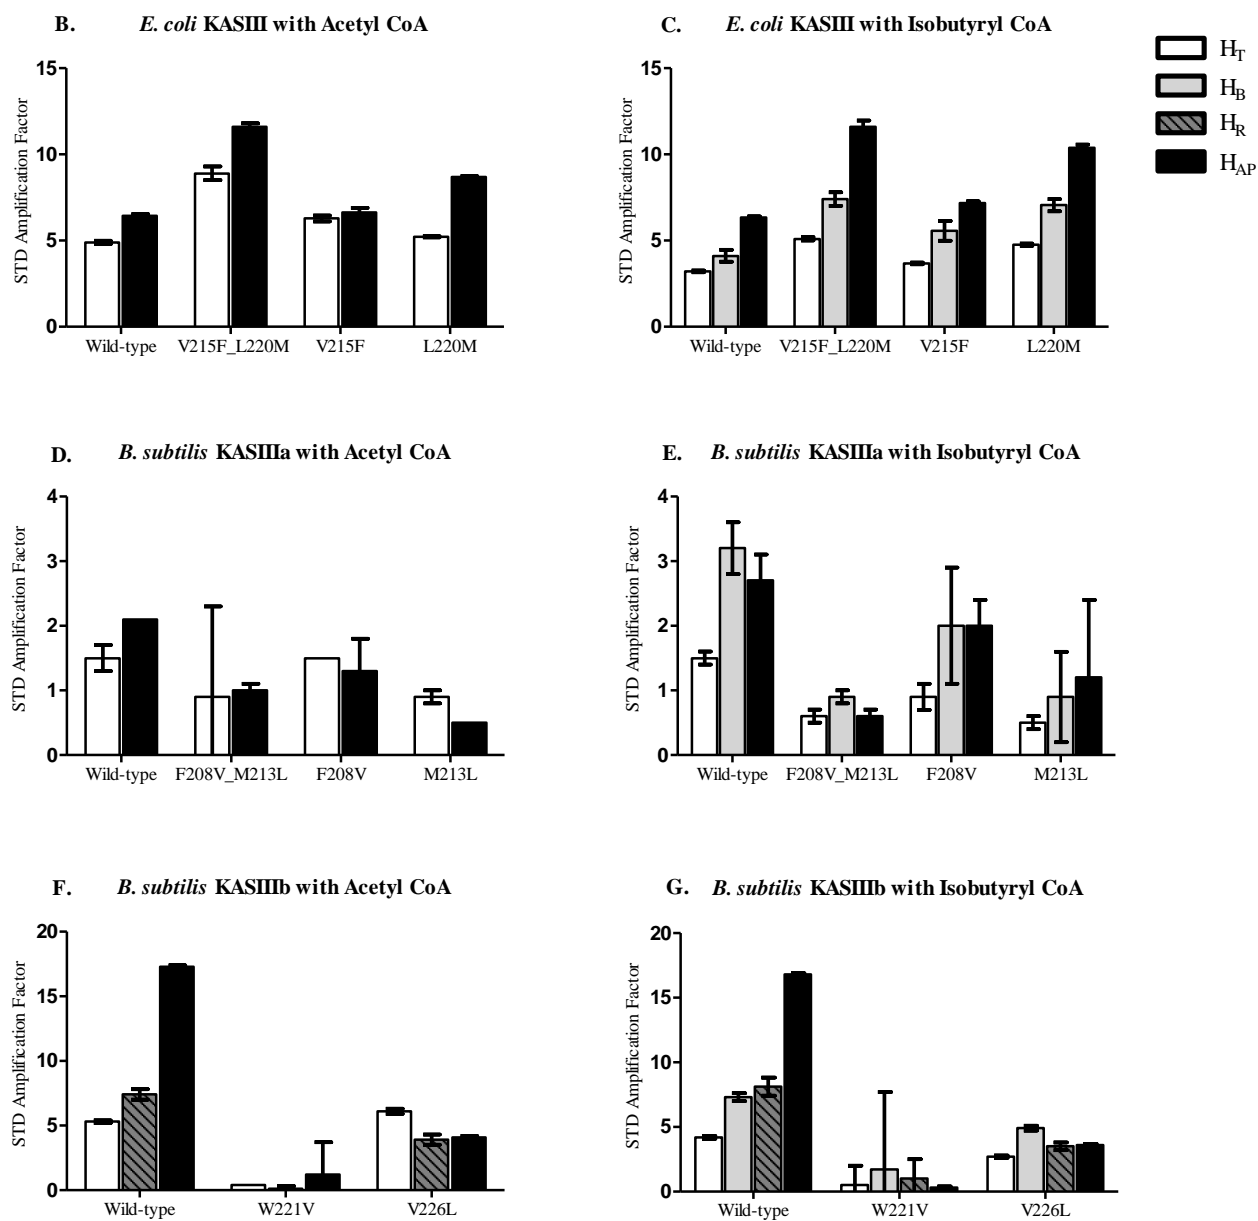 B. E. coli KASIII with Acetyl CoA
STD Amplification Factor
15
10
5
0
Wild-type V215F_L220M V215F L220M
C. E. coli KASIII with Isobutyryl CoA
STD Amplification Factor
15
10
5
0
Wild-type V215F_L220M V215F L220M
H_T
H_B
H_R
H_AP
D. B. subtilis KASIIIa with Acetyl CoA
STD Amplification Factor
4
3
2
1
0
Wild-type F208V_M213L F208V M213L
E. B. subtilis KASIIIa with Isobutyryl CoA
STD Amplification Factor
4
3
2
1
0
Wild-type F208V_M213L F208V M213L
F. B. subtilis KASIIIb with Acetyl CoA
STD Amplification Factor
20
15
10
5
0
Wild-type W221V V226L
G. B. subtilis KASIIIb with Isobutyryl CoA
STD Amplification Factor
20
15
10
5
0
Wild-type W221V V226L